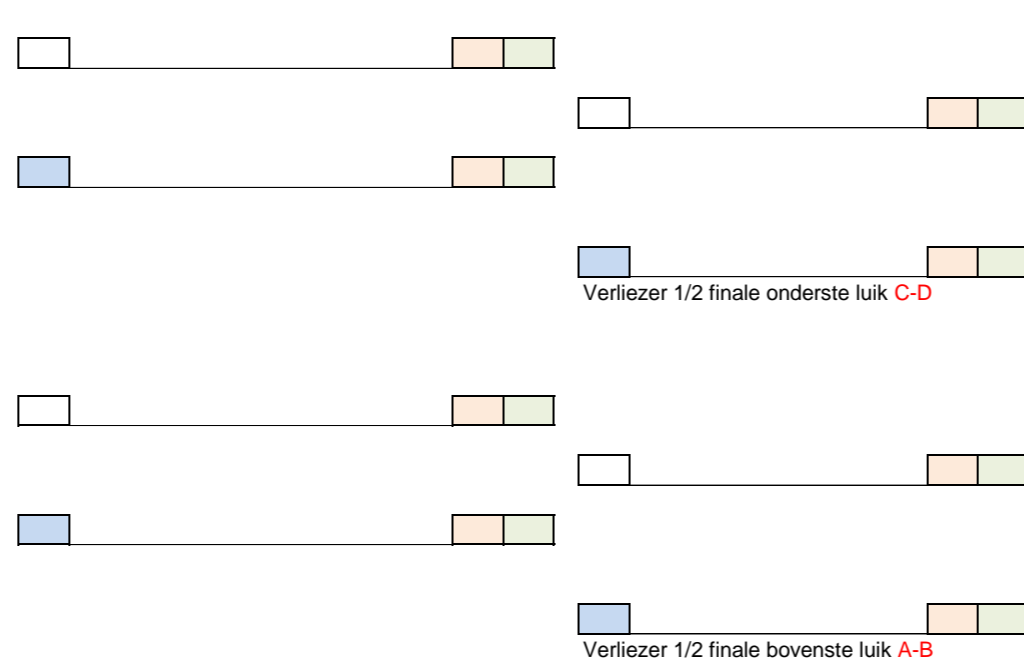 Verliezer 1/2 finale onderste luik C-D
Verliezer 1/2 finale bovenste luik A-B